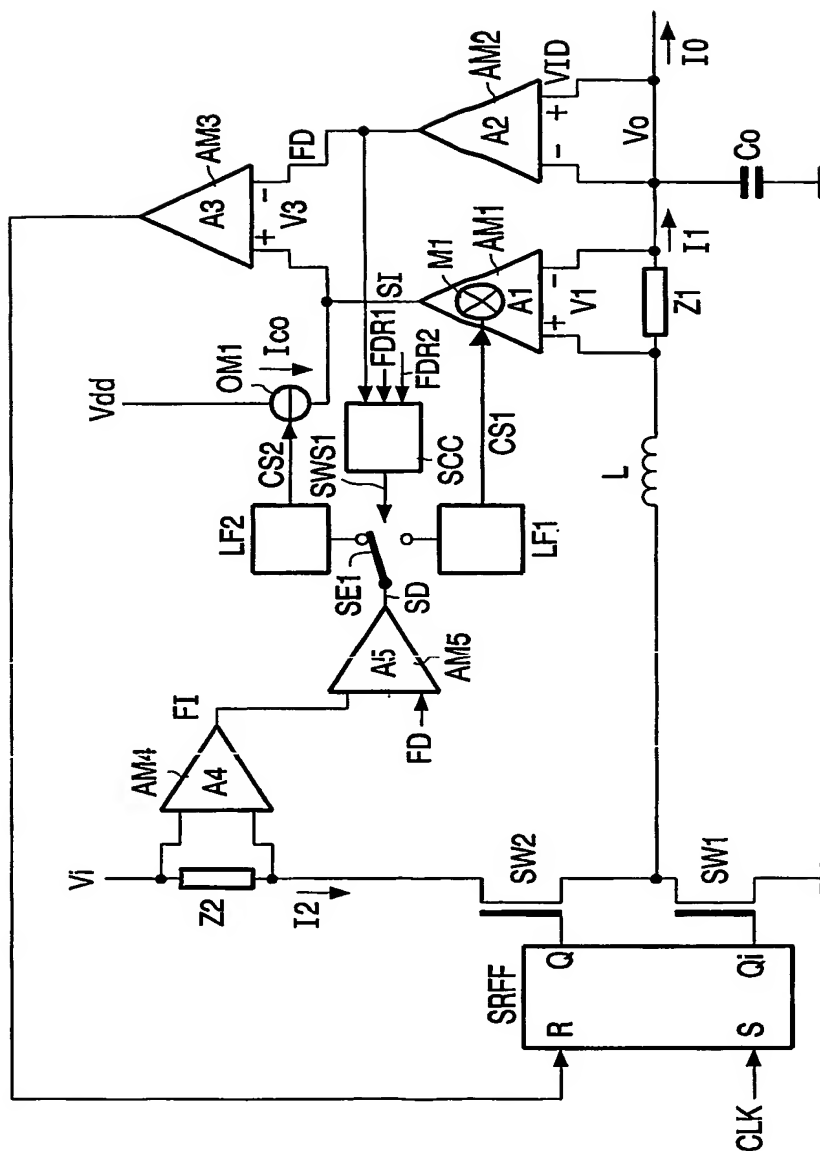 Vi
Z2
I2
AM4
A4
FI
Vdd
OM1
Ico
CS2
LF2
A3
AM3
+
-
V3
FD
SE1
SD
A5
AM5
FD
SWS1
SCC
FDR1
FDR2
SI
LF1
CS1
M1
A1
AM1
+
-
V1
A2
AM2
-
+
VID
SRFF
R
Q
S
Qi
CLK
SW2
SW1
L
Z1
I1
Vo
Co
I0